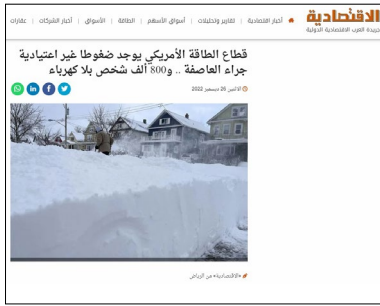 الاقتصادية
جريدة العرب الاقتصادية الدولية
أخبار اقتصادية | تقارير وتحليلات | أسواق الأسهم | الطاقة | الأسواق | أخبار الشركات | عقارات
قطاع الطاقة الأمريكي يوجد ضغوطا غير اعتيادية
جراء العاصفة .. و800 ألف شخص بلا كهرباء
الاثنين 26 ديسمبر 2022
«الاقتصادية» من الرياض